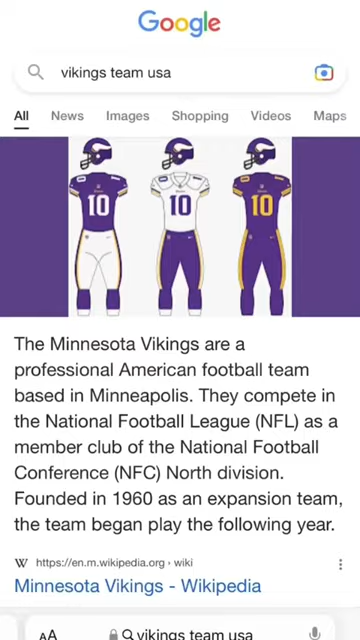 Google
vikings team usa
All News Images Shopping Videos Maps
10 10 10
The Minnesota Vikings are a
professional American football team
based in Minneapolis. They compete in
the National Football League (NFL) as a
member club of the National Football
Conference (NFC) North division.
Founded in 1960 as an expansion team,
the team began play the following year.
W https://en.m.wikipedia.org › wiki
Minnesota Vikings - Wikipedia
AA vikings team usa